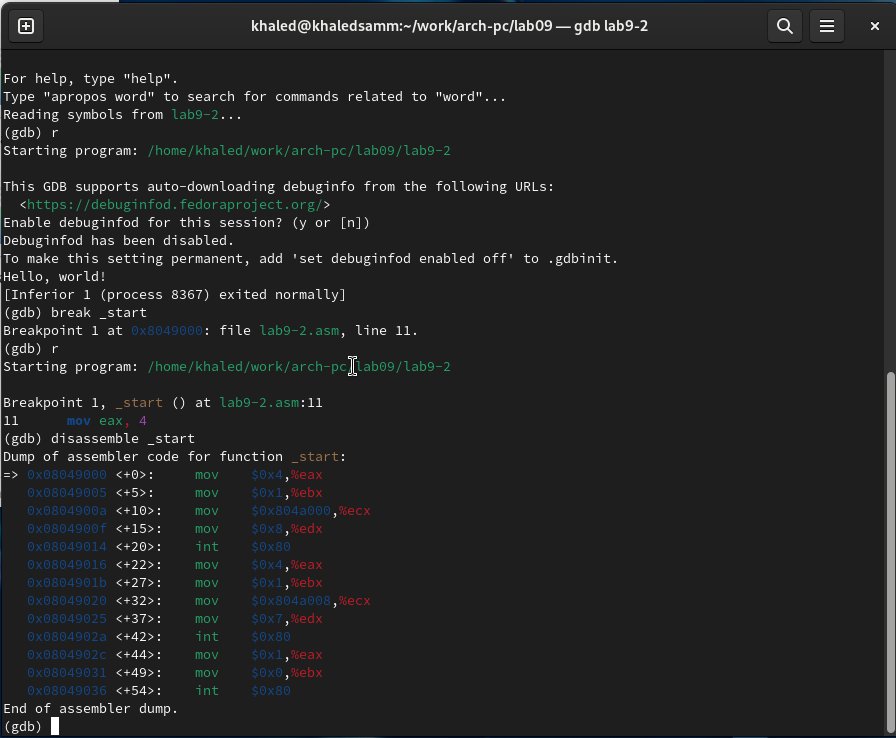 khaled@khaledsamm:~/work/arch-pc/lab09 — gdb lab9-2
For help, type "help".
Type "apropos word" to search for commands related to "word"...
Reading symbols from lab9-2...
(gdb) r
Starting program: /home/khaled/work/arch-pc/lab09/lab9-2
This GDB supports auto-downloading debuginfo from the following URLs:
  <https://debuginfod.fedoraproject.org/>
Enable debuginfod for this session? (y or [n])
Debuginfod has been disabled.
To make this setting permanent, add 'set debuginfod enabled off' to .gdbinit.
Hello, world!
[Inferior 1 (process 8367) exited normally]
(gdb) break _start
Breakpoint 1 at 0x8049000: file lab9-2.asm, line 11.
(gdb) r
Starting program: /home/khaled/work/arch-pc/lab09/lab9-2
Breakpoint 1, _start () at lab9-2.asm:11
11      mov eax, 4
(gdb) disassemble _start
Dump of assembler code for function _start:
=> 0x08049000 <+0>:     mov    $0x4,%eax
   0x08049005 <+5>:     mov    $0x1,%ebx
   0x0804900a <+10>:    mov    $0x804a000,%ecx
   0x0804900f <+15>:    mov    $0x8,%edx
   0x08049014 <+20>:    int    $0x80
   0x08049016 <+22>:    mov    $0x4,%eax
   0x0804901b <+27>:    mov    $0x1,%ebx
   0x08049020 <+32>:    mov    $0x804a008,%ecx
   0x08049025 <+37>:    mov    $0x7,%edx
   0x0804902a <+42>:    int    $0x80
   0x0804902c <+44>:    mov    $0x1,%eax
   0x08049031 <+49>:    mov    $0x0,%ebx
   0x08049036 <+54>:    int    $0x80
End of assembler dump.
(gdb)